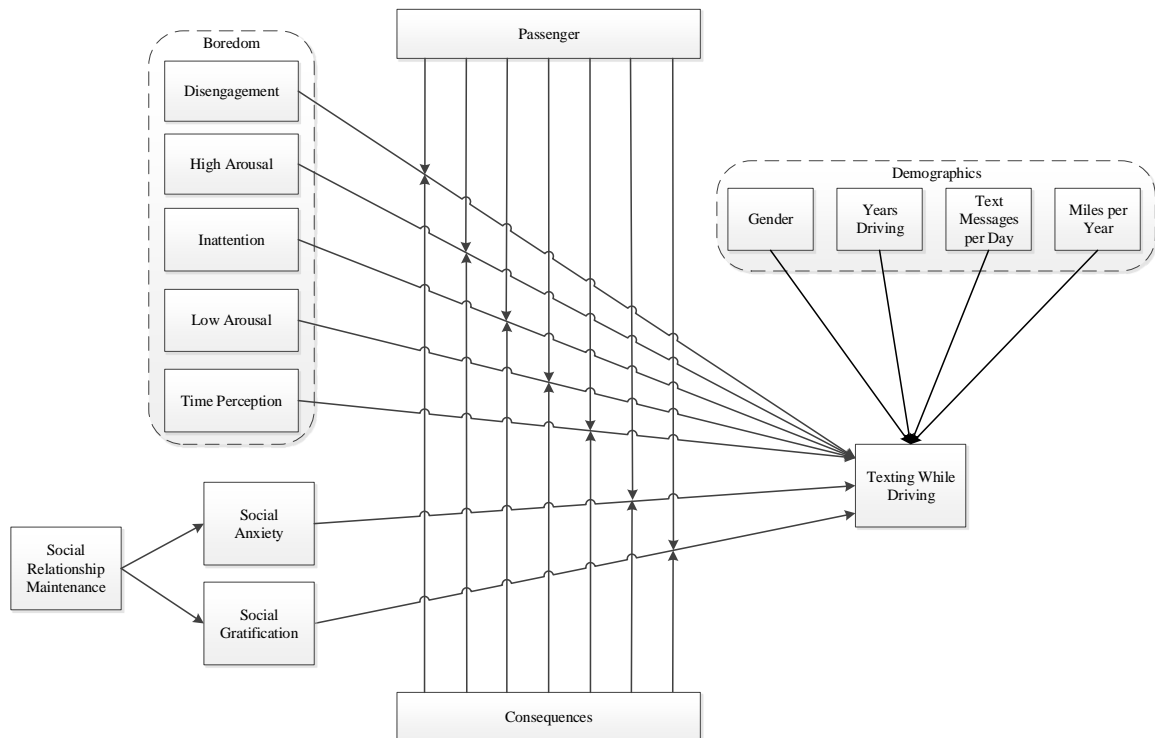 Passenger
Boredom
Disengagement
High Arousal
Inattention
Low Arousal
Time Perception
Demographics
Gender
Years
Driving
Text
Messages
per Day
Miles per
Year
Texting While
Driving
Social
Anxiety
Social
Relationship
Maintenance
Social
Gratification
Consequences